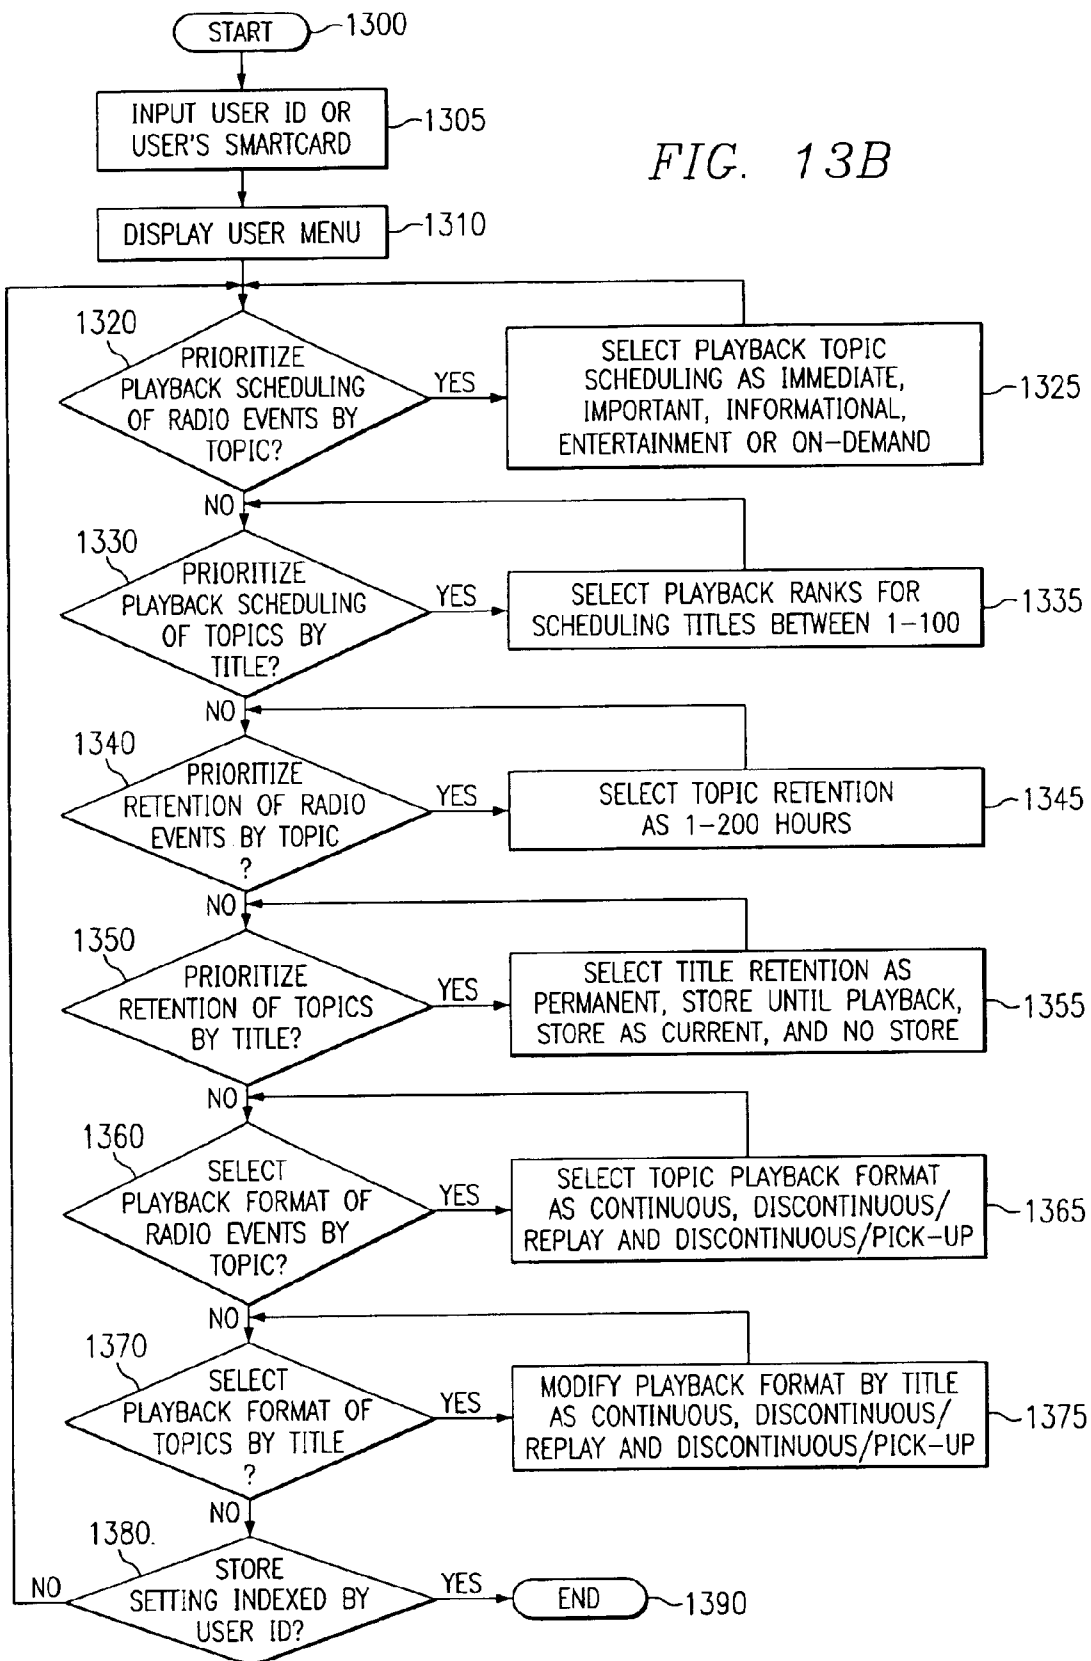 START
1300
INPUT USER ID OR
USER'S SMARTCARD
1305
FIG. 13B
DISPLAY USER MENU
1310
1320
PRIORITIZE
PLAYBACK SCHEDULING
OF RADIO EVENTS BY
TOPIC?
YES
SELECT PLAYBACK TOPIC
SCHEDULING AS IMMEDIATE,
IMPORTANT, INFORMATIONAL,
ENTERTAINMENT OR ON-DEMAND
1325
NO
1330
PRIORITIZE
PLAYBACK SCHEDULING
OF TOPICS BY
TITLE?
YES
SELECT PLAYBACK RANKS FOR
SCHEDULING TITLES BETWEEN 1-100
1335
NO
1340
PRIORITIZE
RETENTION OF RADIO
EVENTS BY TOPIC
?
YES
SELECT TOPIC RETENTION
AS 1-200 HOURS
1345
NO
1350
PRIORITIZE
RETENTION OF TOPICS
BY TITLE?
YES
SELECT TITLE RETENTION AS
PERMANENT, STORE UNTIL PLAYBACK,
STORE AS CURRENT, AND NO STORE
1355
NO
1360
SELECT
PLAYBACK FORMAT OF
RADIO EVENTS BY
TOPIC?
YES
SELECT TOPIC PLAYBACK FORMAT
AS CONTINUOUS, DISCONTINUOUS/
REPLAY AND DISCONTINUOUS/PICK-UP
1365
NO
1370
SELECT
PLAYBACK FORMAT OF
TOPICS BY TITLE
?
YES
MODIFY PLAYBACK FORMAT BY TITLE
AS CONTINUOUS, DISCONTINUOUS/
REPLAY AND DISCONTINUOUS/PICK-UP
1375
NO
1380.
STORE
SETTING INDEXED BY
USER ID?
NO
YES
END
1390